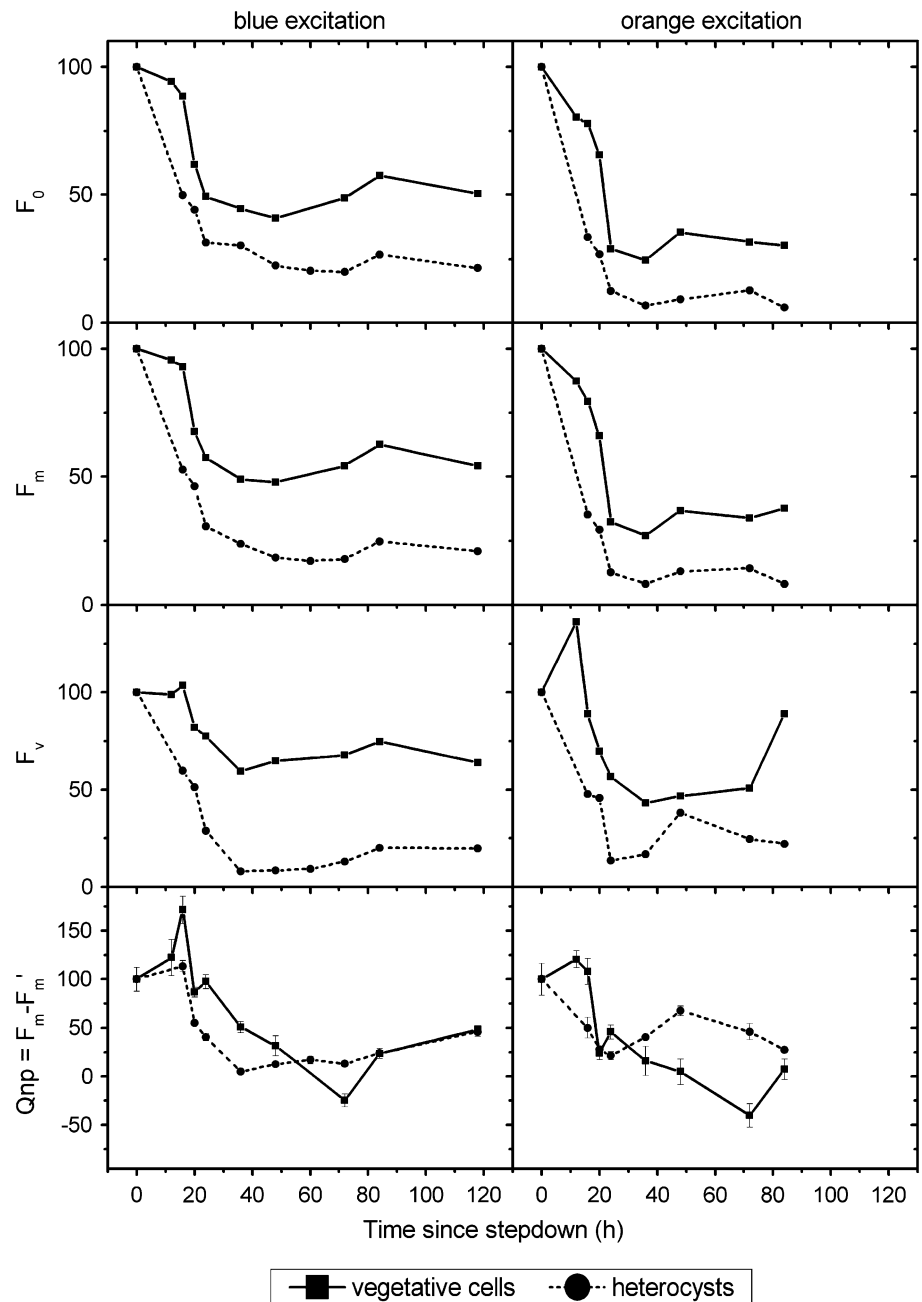 blue excitation orange excitation
100
50
0
F0
100
50
0
Fm
100
50
0
Fv
150
100
50
0
-50
Qnp = Fm-Fm'
0 20 40 60 80 100 120 0 20 40 60 80 100 120
Time since stepdown (h)
vegetative cells heterocysts